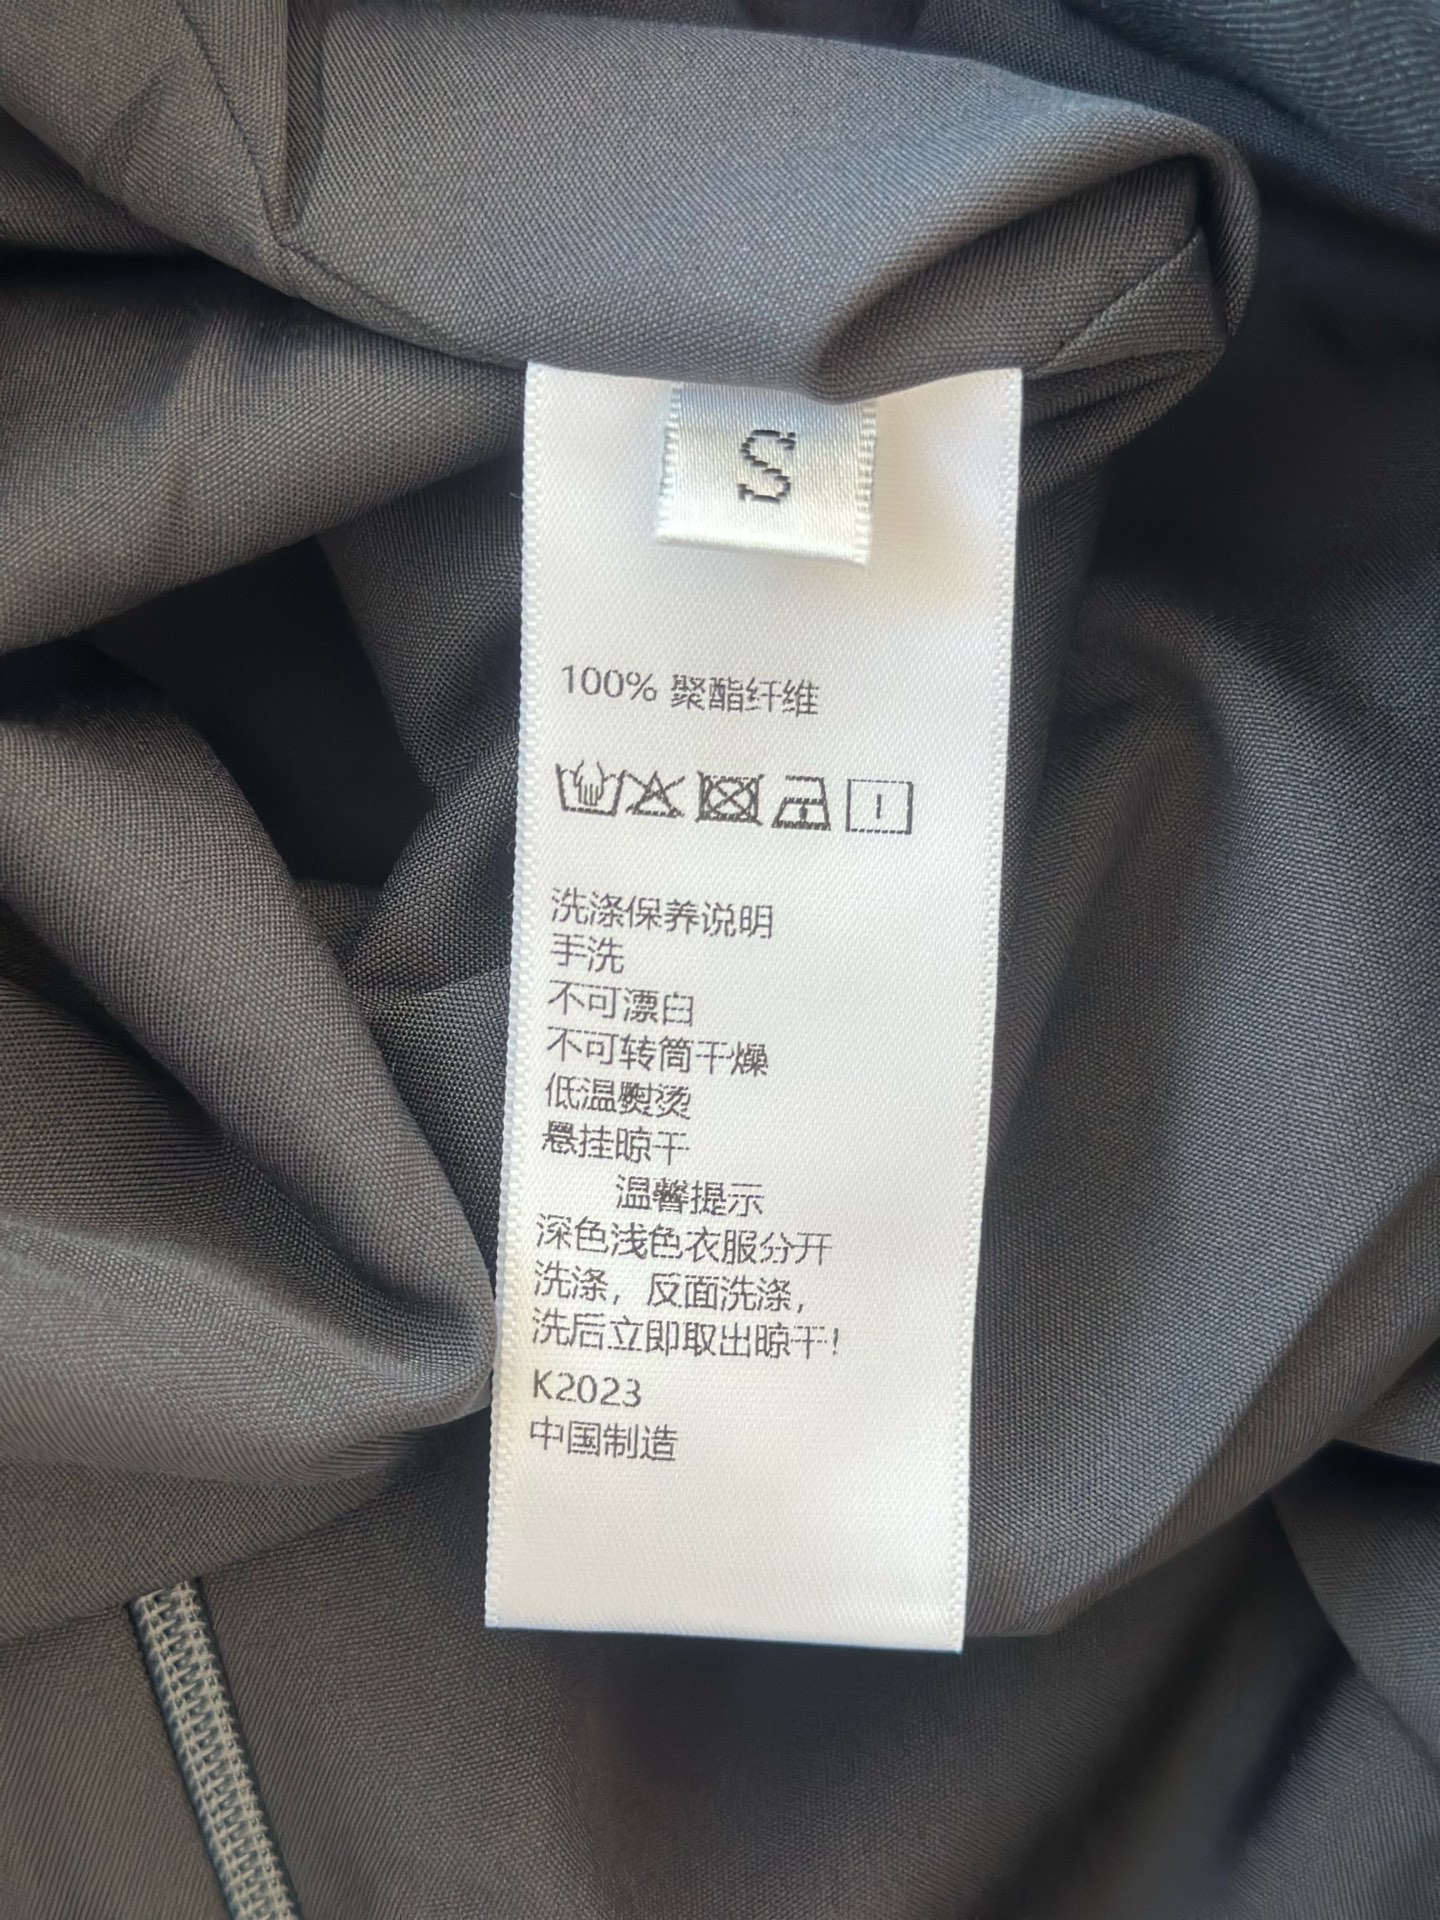 S
100% 聚酯纤维
洗涤保养说明
手洗
不可漂白
不可转筒干燥
低温熨烫
悬挂晾干
温馨提示
深色浅色衣服分开
洗涤，反面洗涤，
洗后立即取出晾干！
K2023
中国制造